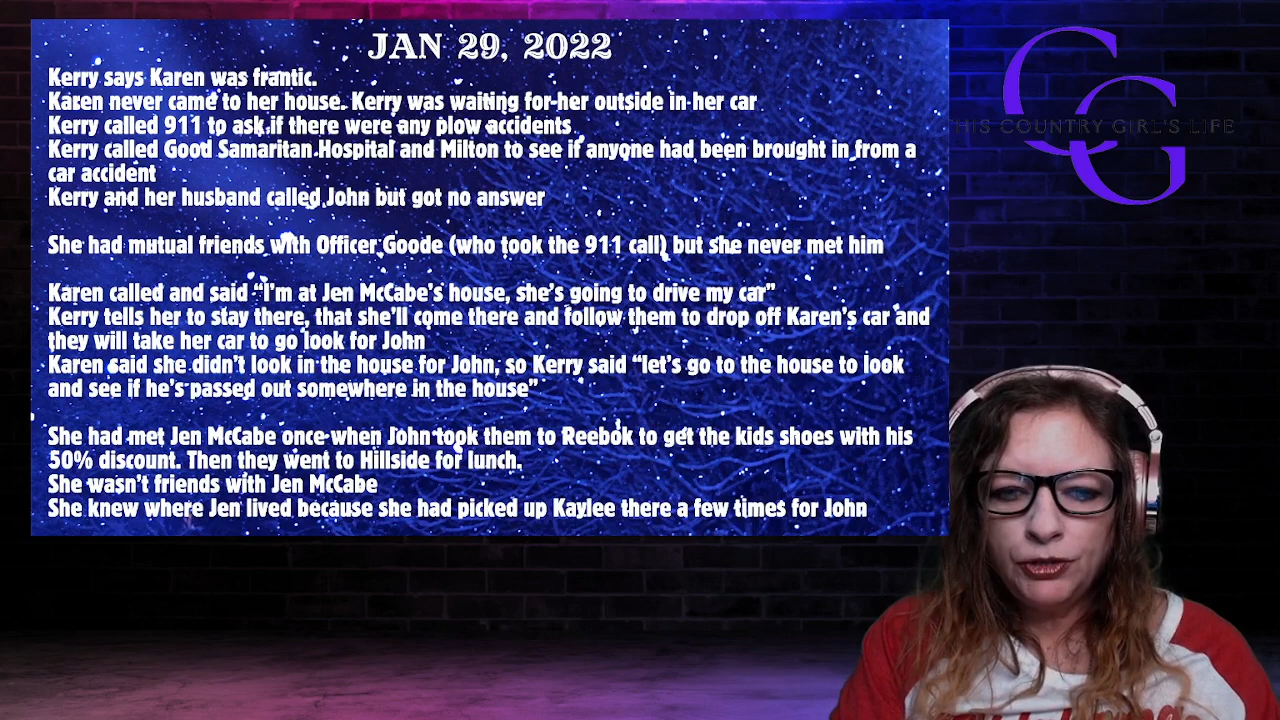 JAN 29, 2022
Kerry says Karen was frantic.
Karen never came to her house. Kerry was waiting for her outside in her car
Kerry called 911 to ask if there were any plow accidents
Kerry called Good Samaritan Hospital and Milton to see if anyone had been brought in from a
car accident
Kerry and her husband called John but got no answer
She had mutual friends with Officer Goode (who took the 911 call) but she never met him
Karen called and said “I’m at Jen McCabe’s house, she’s going to drive my car”
Kerry tells her to stay there, that she’ll come there and follow them to drop off Karen’s car and
they will take her car to go look for John
Karen said she didn’t look in the house for John, so Kerry said “let’s go to the house to look
and see if he’s passed out somewhere in the house”
She had met Jen McCabe once when John took them to Reebok to get the kids shoes with his
50% discount. Then they went to Hillside for lunch.
She wasn’t friends with Jen McCabe
She knew where Jen lived because she had picked up Kaylee there a few times for John
CG
THIS COUNTRY GIRL'S LIFE